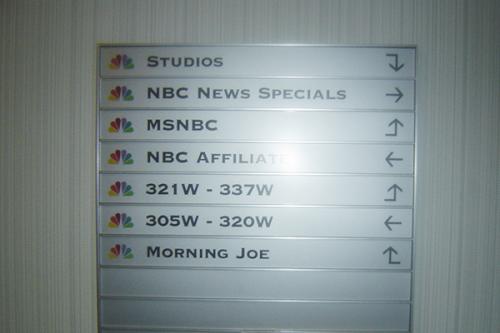 STUDIOS
NBC NEWS SPECIALS
MSNBC
NBC AFFILIATE
321W - 337W
305W - 320W
MORNING JOE